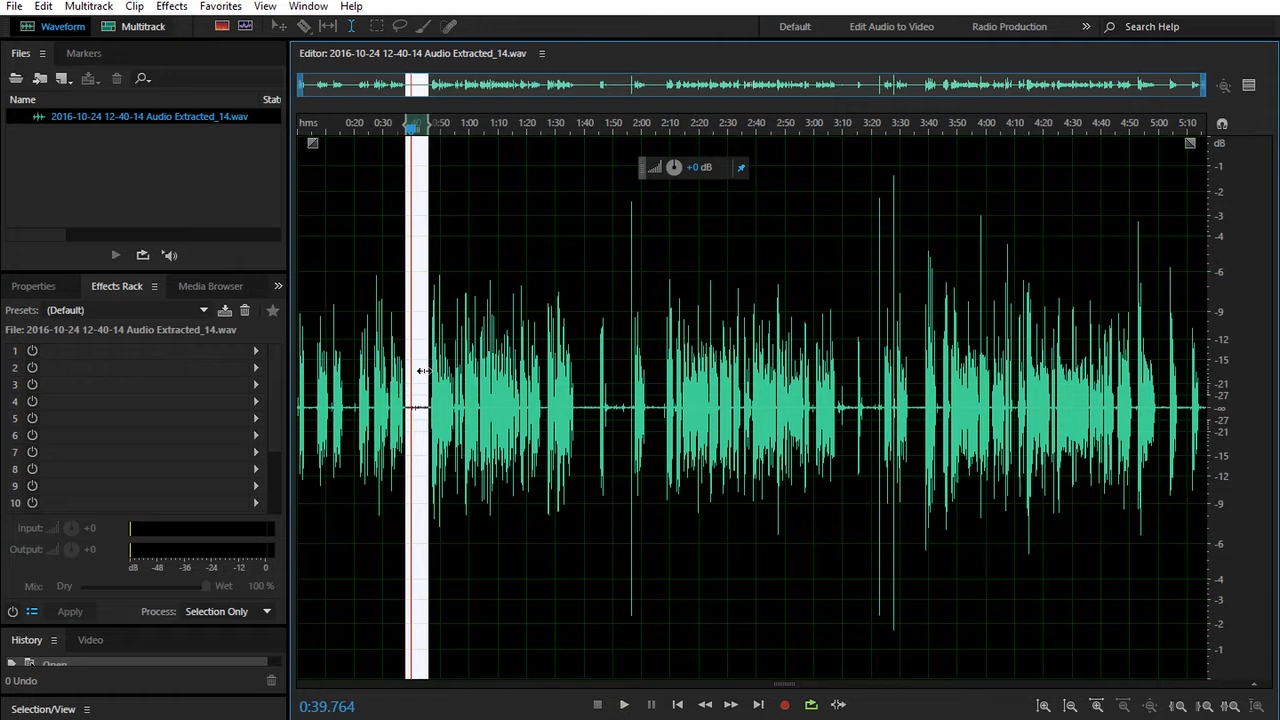 File Edit Multitrack Clip Effects Favorites View Window Help
Waveform Multitrack Default Edit Audio to Video Radio Production » Search Help
Files Markers
Editor: 2016-10-24 12-40-14 Audio Extracted_14.wav
Name Stat
2016-10-24 12-40-14 Audio Extracted_14.wav
hms 0:20 0:30 0:50 1:00 1:10 1:20 1:30 1:40 1:50 2:00 2:10 2:20 2:30 2:40 2:50 3:00 3:10 3:20 3:30 3:40 3:50 4:00 4:10 4:20 4:30 4:40 4:50 5:00 5:10
dB
+0 dB
-1
-2
-3
-4
-6
-9
-12
-15
-21
-27
-∞
-27
-21
-15
-12
-9
-6
-4
-3
-2
-1
Properties Effects Rack Media Browser »
Presets: (Default)
File: 2016-10-24 12-40-14 Audio Extracted_14.wav
1
2
3
4
5
6
7
8
9
10
Input: +0
Output: +0
dB -48 -36 -24 -12 0
Mix: Dry Wet 100 %
Apply Process: Selection Only
History Video
Open
0 Undo
Selection/View
0:39.764